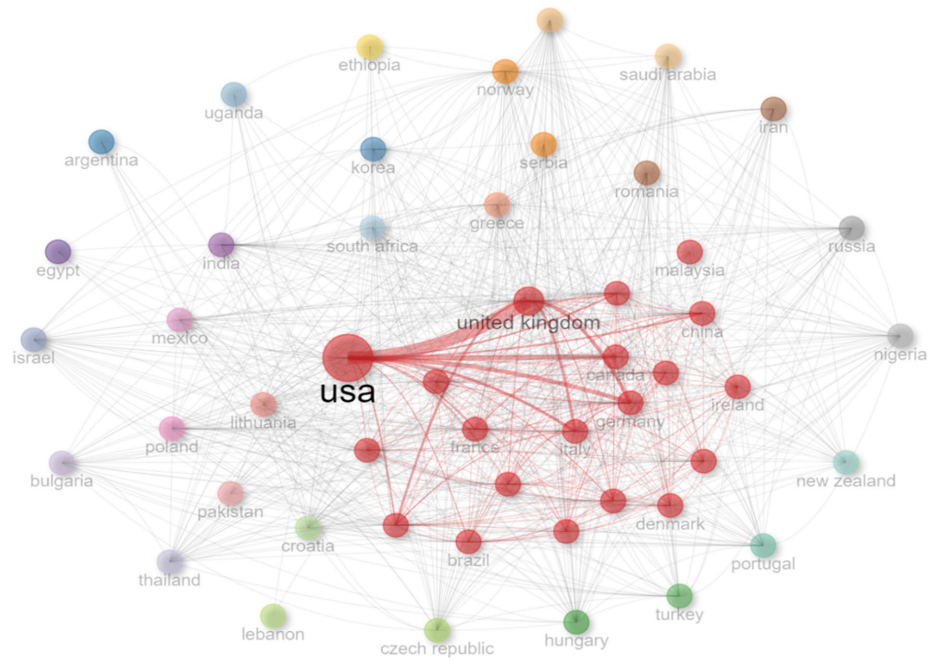 ethiopia
saudi arabia
norway
uganda
iran
argentina
korea
serbia
romania
greece
south africa
russia
india
malaysia
egypt
united kingdom
china
mexico
israel
nigeria
canada
usa
ireland
lithuania
germany
poland
france
italy
bulgaria
new zealand
pakistan
denmark
croatia
brazil
portugal
thailand
turkey
lebanon
hungary
czech republic